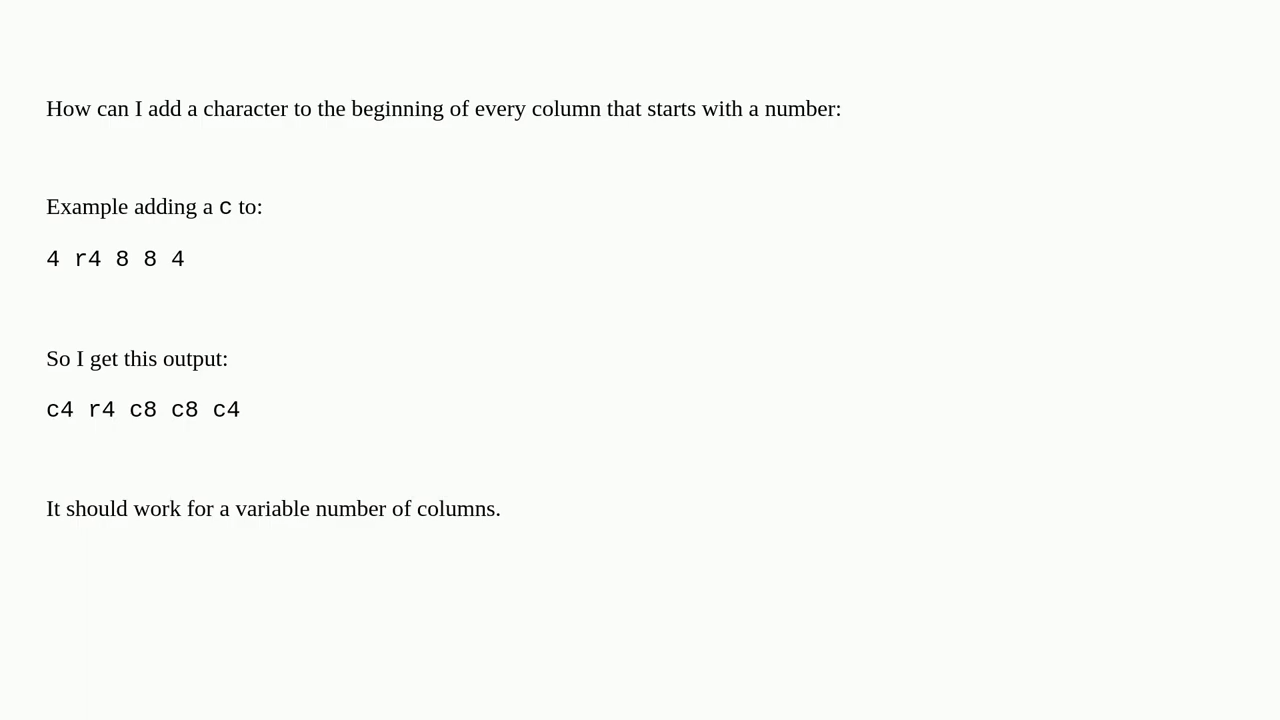 How can I add a character to the beginning of every column that starts with a number:
Example adding a c to:
4 r4 8 8 4
So I get this output:
c4 r4 c8 c8 c4
It should work for a variable number of columns.